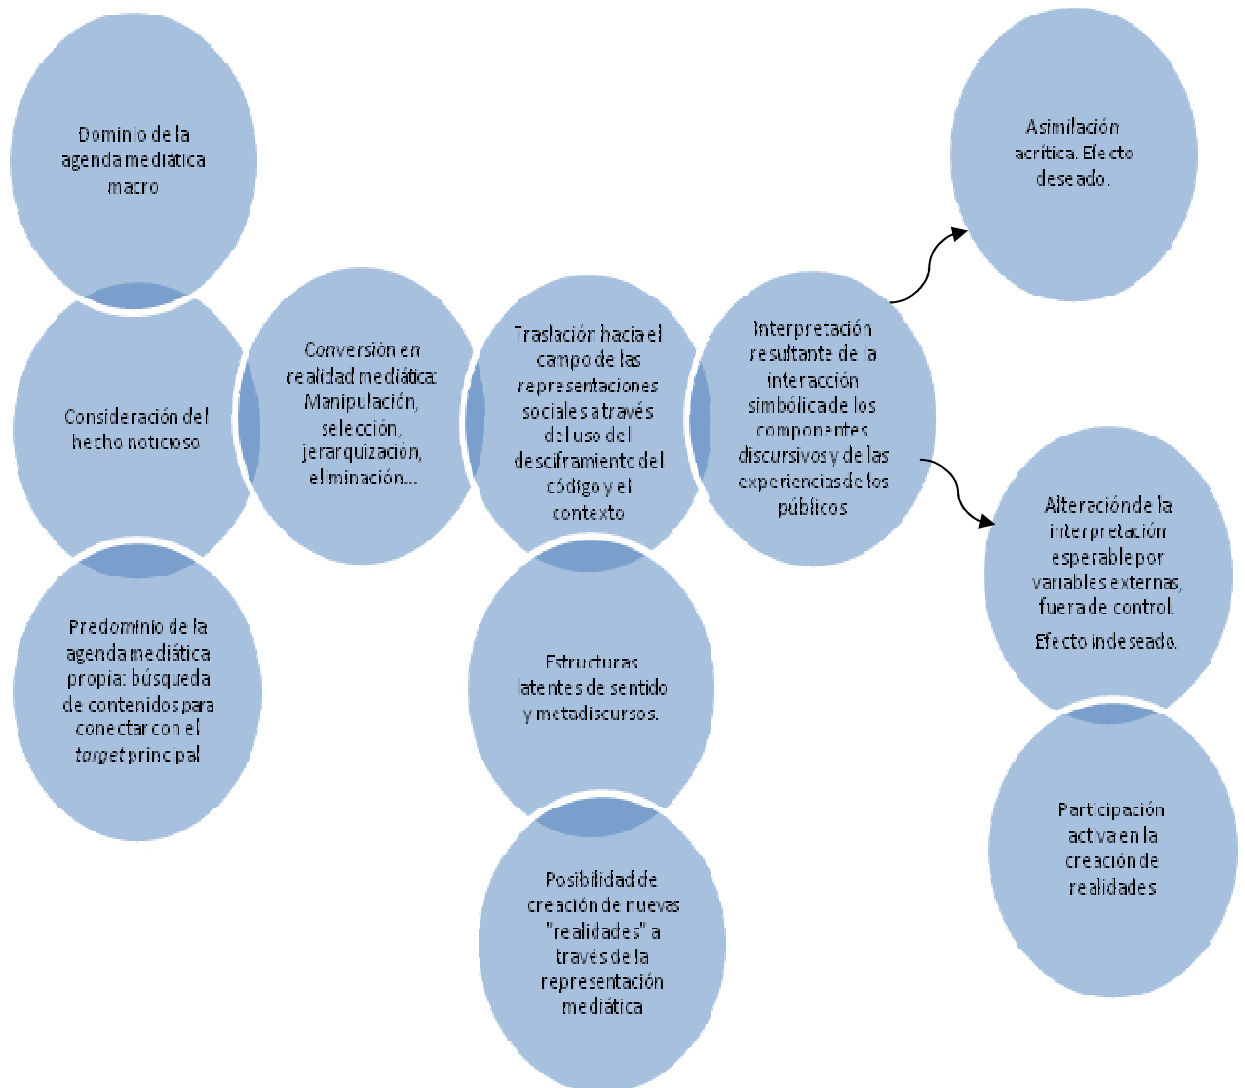 Dominio de la
agenda mediática
macro
Consideración del
hecho noticioso
Predominio de la
agenda mediática
propia: búsqueda
de contenidos para
conectar con el
target principal
Conversión en
realidad mediática:
Manipulación,
selección,
jerarquización,
eliminación...
Traslación hacia el
campo de las
representaciones
sociales a través
del uso del
desciframiento del
código y el
contexto
Estructuras
latentes de sentido
y metadiscursos.
Posibilidad de
creación de nuevas
"realidades" a
través de la
representación
mediática
Interpretación
resultante de la
interacción
simbólica de los
componentes
discursivos y de las
experiencias de los
públicos
Asimilación
acrítica. Efecto
deseado.
Alteración de la
interpretación
esperable por
variables externas,
fuera de control.
Efecto indeseado.
Participación
activa en la
creación de
realidades